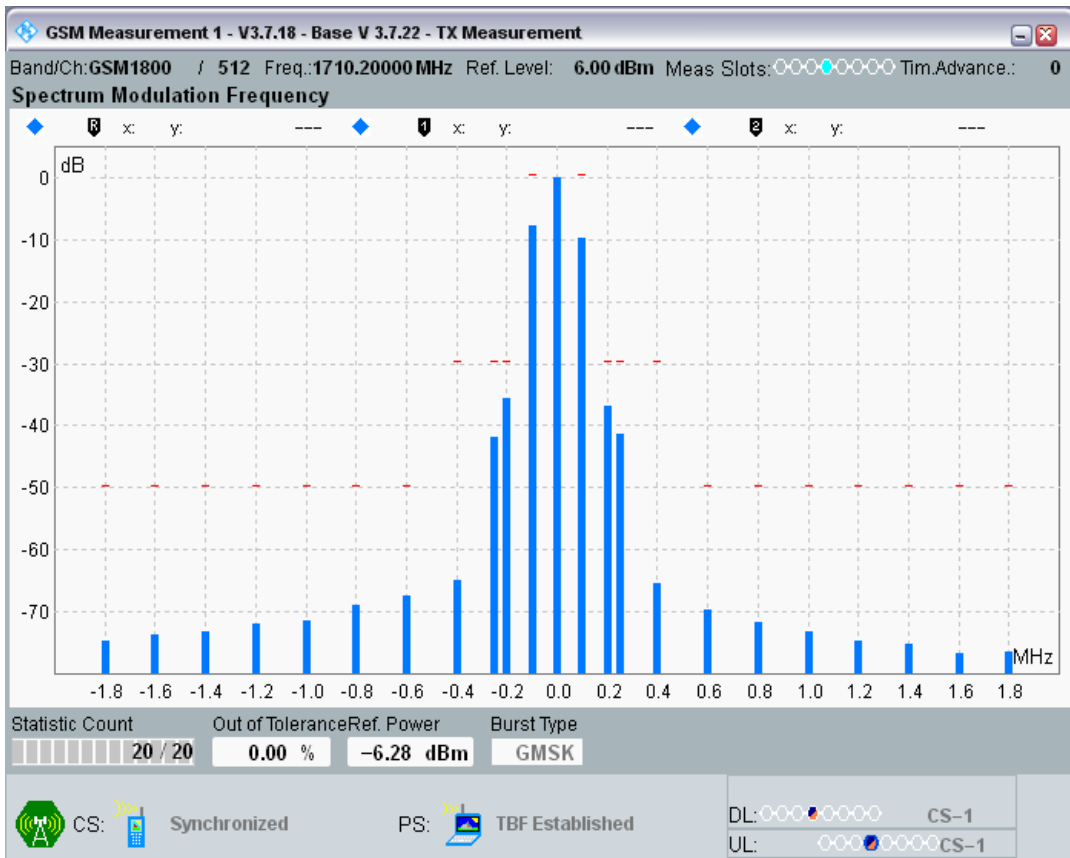 GSM Measurement 1 - V3.7.18 - Base V 3.7.22 - TX Measurement
Band/Ch:GSM1800 / 512 Freq.:1710.20000 MHz Ref. Level: 6.00 dBm Meas Slots: Tim.Advance.: 0
Spectrum Modulation Frequency
R x: y: --- 1 x: y: --- 2 x: y: ---
dB
0
-10
-20
-30
-40
-50
-60
-70
MHz
-1.8 -1.6 -1.4 -1.2 -1.0 -0.8 -0.6 -0.4 -0.2 0.0 0.2 0.4 0.6 0.8 1.0 1.2 1.4 1.6 1.8
Statistic Count Out of Tolerance Ref. Power Burst Type
20 / 20 0.00 % -6.28 dBm GMSK
CS: Synchronized PS: TBF Established
DL: CS-1
UL: CS-1